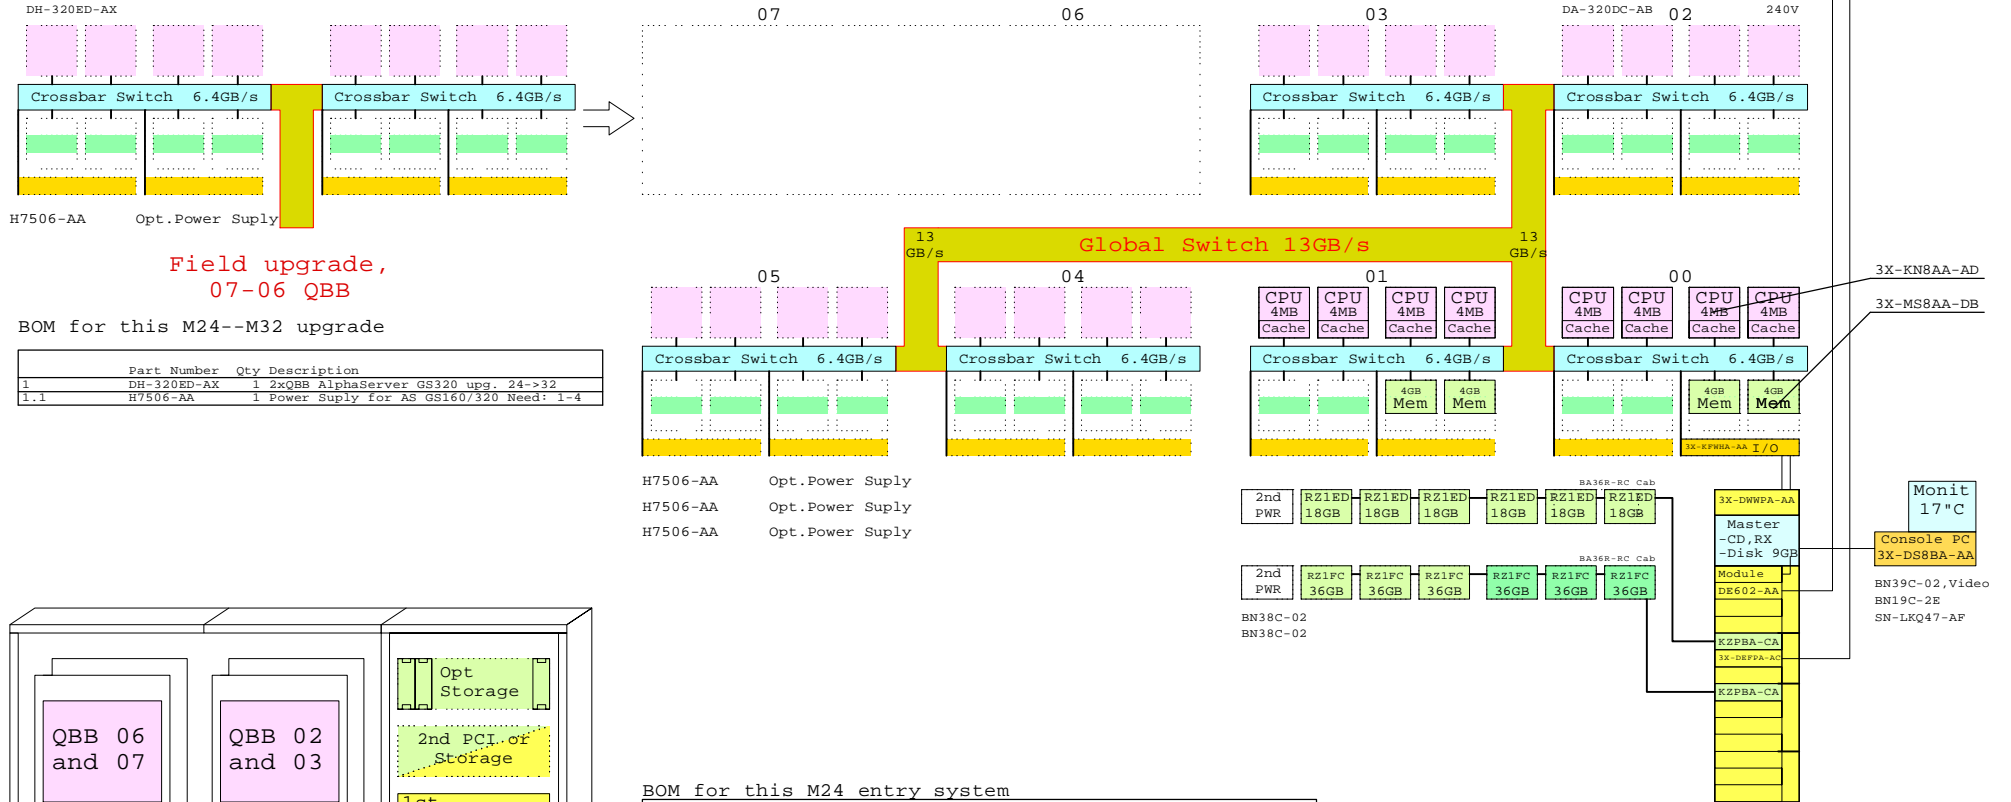 DH-320ED-AX
07
06
03
DA-320DC-AB
02
240V
Crossbar Switch 6.4GB/s
Crossbar Switch 6.4GB/s
Crossbar Switch 6.4GB/s
Crossbar Switch 6.4GB/s
H7506-AA Opt.Power Suply
13
GB/s
Global Switch 13GB/s
13
GB/s
Field upgrade,
07-06 QBB
BOM for this M24--M32 upgrade
Part Number Qty Description
1 DH-320ED-AX 1 2xQBB AlphaServer GS320 upg. 24->32
1.1 H7506-AA 1 Power Suply for AS GS160/320 Need: 1-4
05
04
01
00
3X-KN8AA-AD
3X-MS8AA-DB
CPU
4MB
Cache
CPU
4MB
Cache
CPU
4MB
Cache
CPU
4MB
Cache
CPU
4MB
Cache
CPU
4MB
Cache
CPU
4MB
Cache
CPU
4MB
Cache
Crossbar Switch 6.4GB/s
Crossbar Switch 6.4GB/s
Crossbar Switch 6.4GB/s
Crossbar Switch 6.4GB/s
4GB
Mem
4GB
Mem
4GB
Mem
4GB
Mem
3X-KFWHA-AA I/O
H7506-AA Opt.Power Suply
H7506-AA Opt.Power Suply
H7506-AA Opt.Power Suply
BA36R-RC Cab
2nd
PWR
RZ1ED
18GB
RZ1ED
18GB
RZ1ED
18GB
RZ1ED
18GB
RZ1ED
18GB
RZ1ED
18GB
BA36R-RC Cab
2nd
PWR
RZ1FC
36GB
RZ1FC
36GB
RZ1FC
36GB
RZ1FC
36GB
RZ1FC
36GB
RZ1FC
36GB
BN38C-02
BN38C-02
3X-DWWPA-AA
Master
-CD,RX
-Disk 9GB
Module
DE602-AA
KZPBA-CA
3X-DEFPA-AC
KZPBA-CA
Monit
17"C
Console PC
3X-DS8BA-AA
BN39C-02,Video
BN19C-2E
SN-LKQ47-AF
QBB 06
and 07
QBB 02
and 03
Opt
Storage
2nd PCI or
Storage
1st
BOM for this M24 entry system